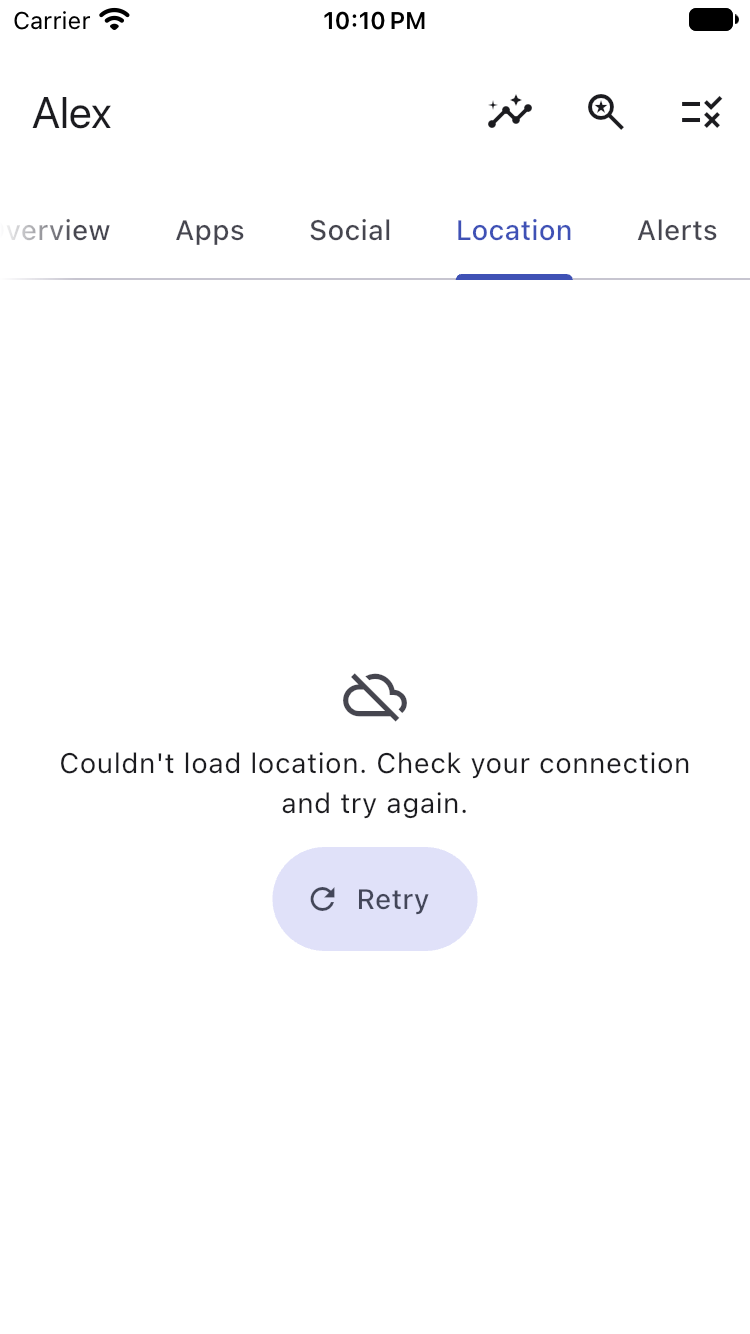 Carrier 10:10 PM
Alex
verview Apps Social Location Alerts
Couldn't load location. Check your connection
and try again.
Retry